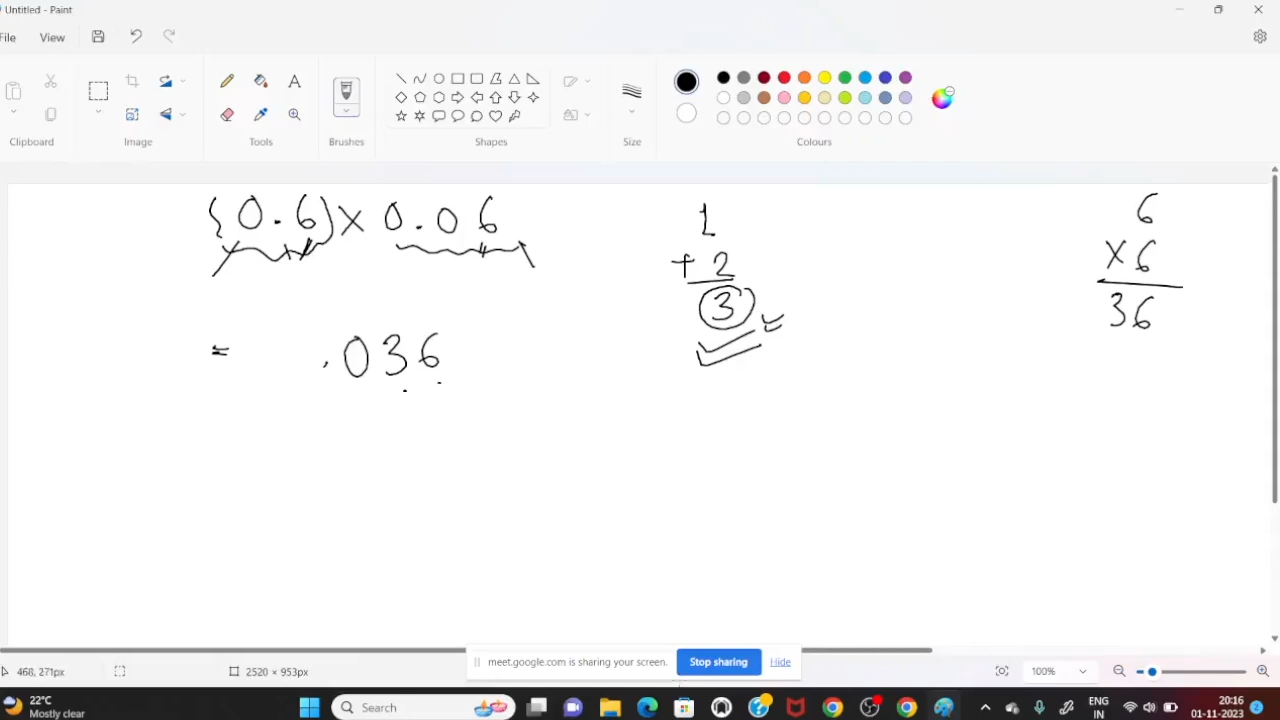 Untitled - Paint
File View
Clipboard Image Tools Brushes Shapes Size Colours
{0.6) X 0.06
1
+ 2
3
6
X 6
36
= .036
meet.google.com is sharing your screen. Stop sharing Hide
468, 271px 2520 × 953px 100%
22°C
Mostly clear
Search
ENG
IN
20:16
01-11-2023
2